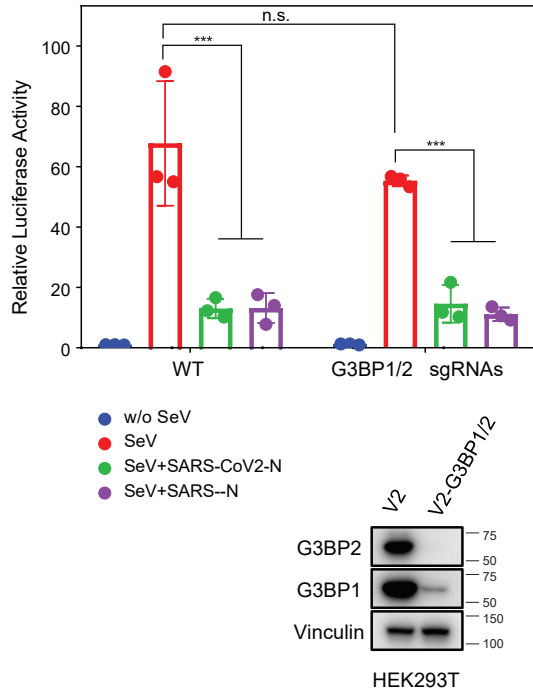 n.s.
***
***
Relative Luciferase Activity
100
80
60
40
20
0
WT
G3BP1/2 sgRNAs
w/o SeV
SeV
SeV+SARS-CoV2-N
SeV+SARS--N
V2
V2-G3BP1/2
G3BP2
75
50
G3BP1
75
50
Vinculin
150
100
HEK293T